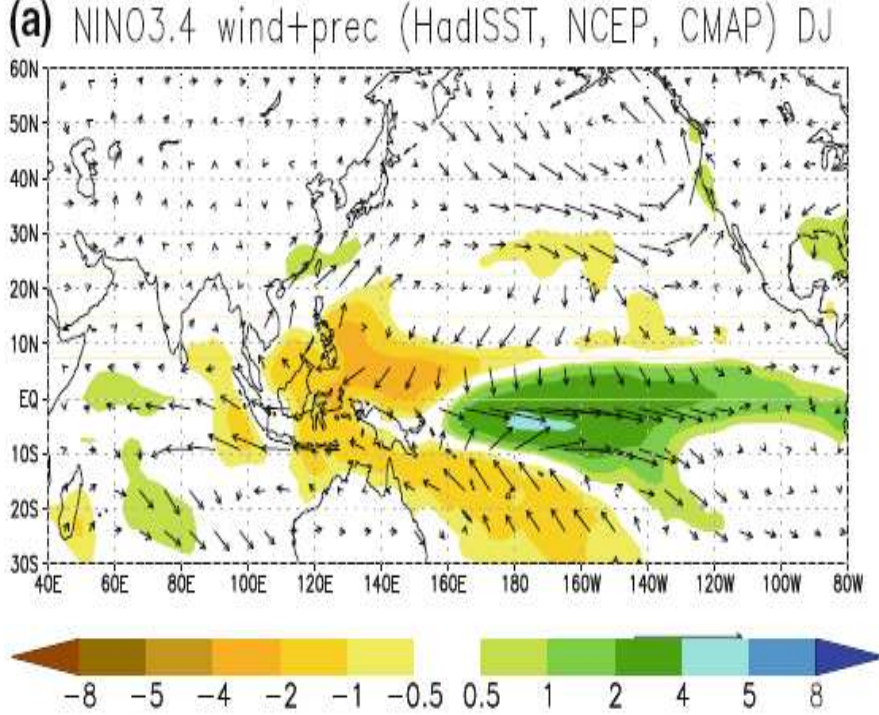 (a) NINO3.4 wind+prec (HadISST, NCEP, CMAP) DJ
60N
50N
40N
30N
20N
10N
EQ
10S
20S
30S
40E 60E 80E 100E 120E 140E 160E 180 160W 140W 120W 100W 80W
-8 -5 -4 -2 -1 -0.5 0.5 1 2 4 5 8